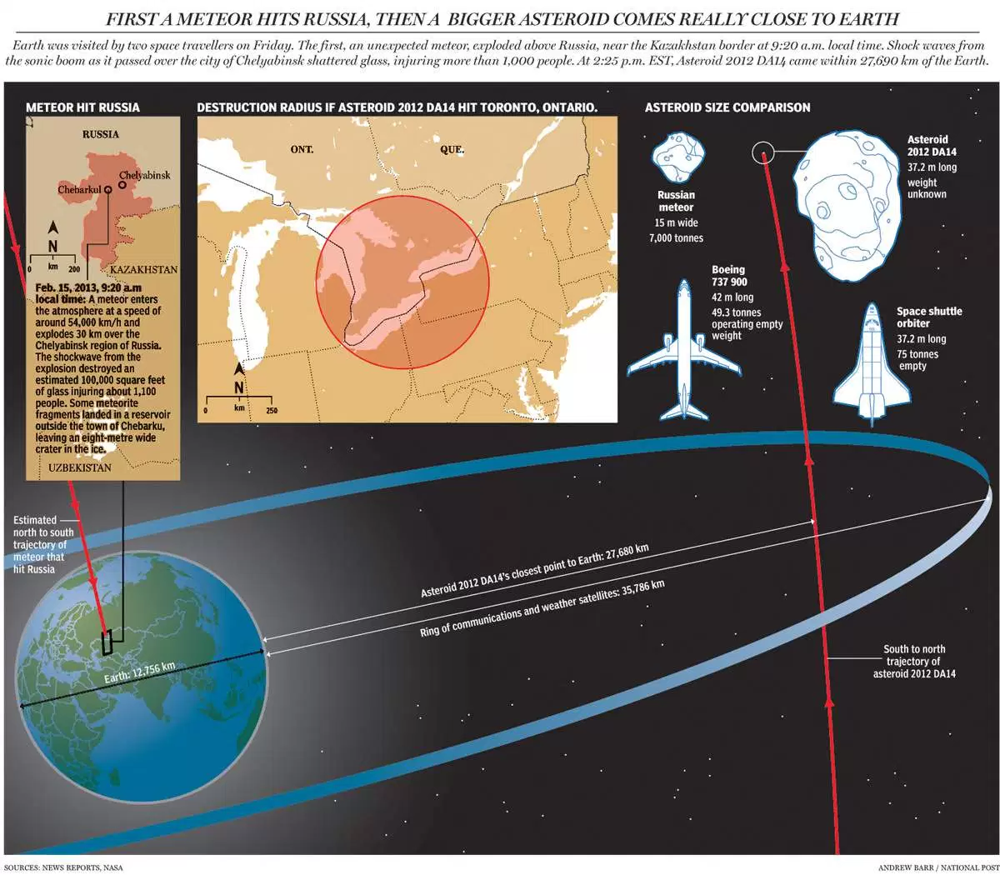 FIRST A METEOR HITS RUSSIA, THEN A BIGGER ASTEROID COMES REALLY CLOSE TO EARTH
Earth was visited by two space travellers on Friday. The first, an unexpected meteor, exploded above Russia, near the Kazakhstan border at 9:20 a.m. local time. Shock waves from
the sonic boom as it passed over the city of Chelyabinsk shattered glass, injuring more than 1,000 people. At 2:25 p.m. EST, Asteroid 2012 DA14 came within 27,690 km of the Earth.
METEOR HIT RUSSIA
RUSSIA
Chelyabinsk
Chebarkul
N
0 km 200
KAZAKHSTAN
Feb. 15, 2013, 9:20 a.m
local time: A meteor enters
the atmosphere at a speed of
around 54,000 km/h and
explodes 30 km over the
Chelyabinsk region of Russia.
The shockwave from the
explosion destroyed an
estimated 100,000 square feet
of glass injuring about 1,100
people. Some meteorite
fragments landed in a reservoir
outside the town of Chebarku,
leaving an eight-metre wide
crater in the ice.
UZBEKISTAN
DESTRUCTION RADIUS IF ASTEROID 2012 DA14 HIT TORONTO, ONTARIO.
ONT.
QUE.
N
0 km 250
ASTEROID SIZE COMPARISON
Russian
meteor
15 m wide
7,000 tonnes
Asteroid
2012 DA14
37.2 m long
weight
unknown
Boeing
737 900
42 m long
49.3 tonnes
operating empty
weight
Space shuttle
orbiter
37.2 m long
75 tonnes
empty
Estimated
north to south
trajectory of
meteor that
hit Russia
Earth: 12,756 km
Asteroid 2012 DA14's closest point to Earth: 27,680 km
Ring of communications and weather satellites: 35,786 km
South to north
trajectory of
asteroid 2012 DA14
SOURCES: NEWS REPORTS, NASA
ANDREW BARR / NATIONAL POST